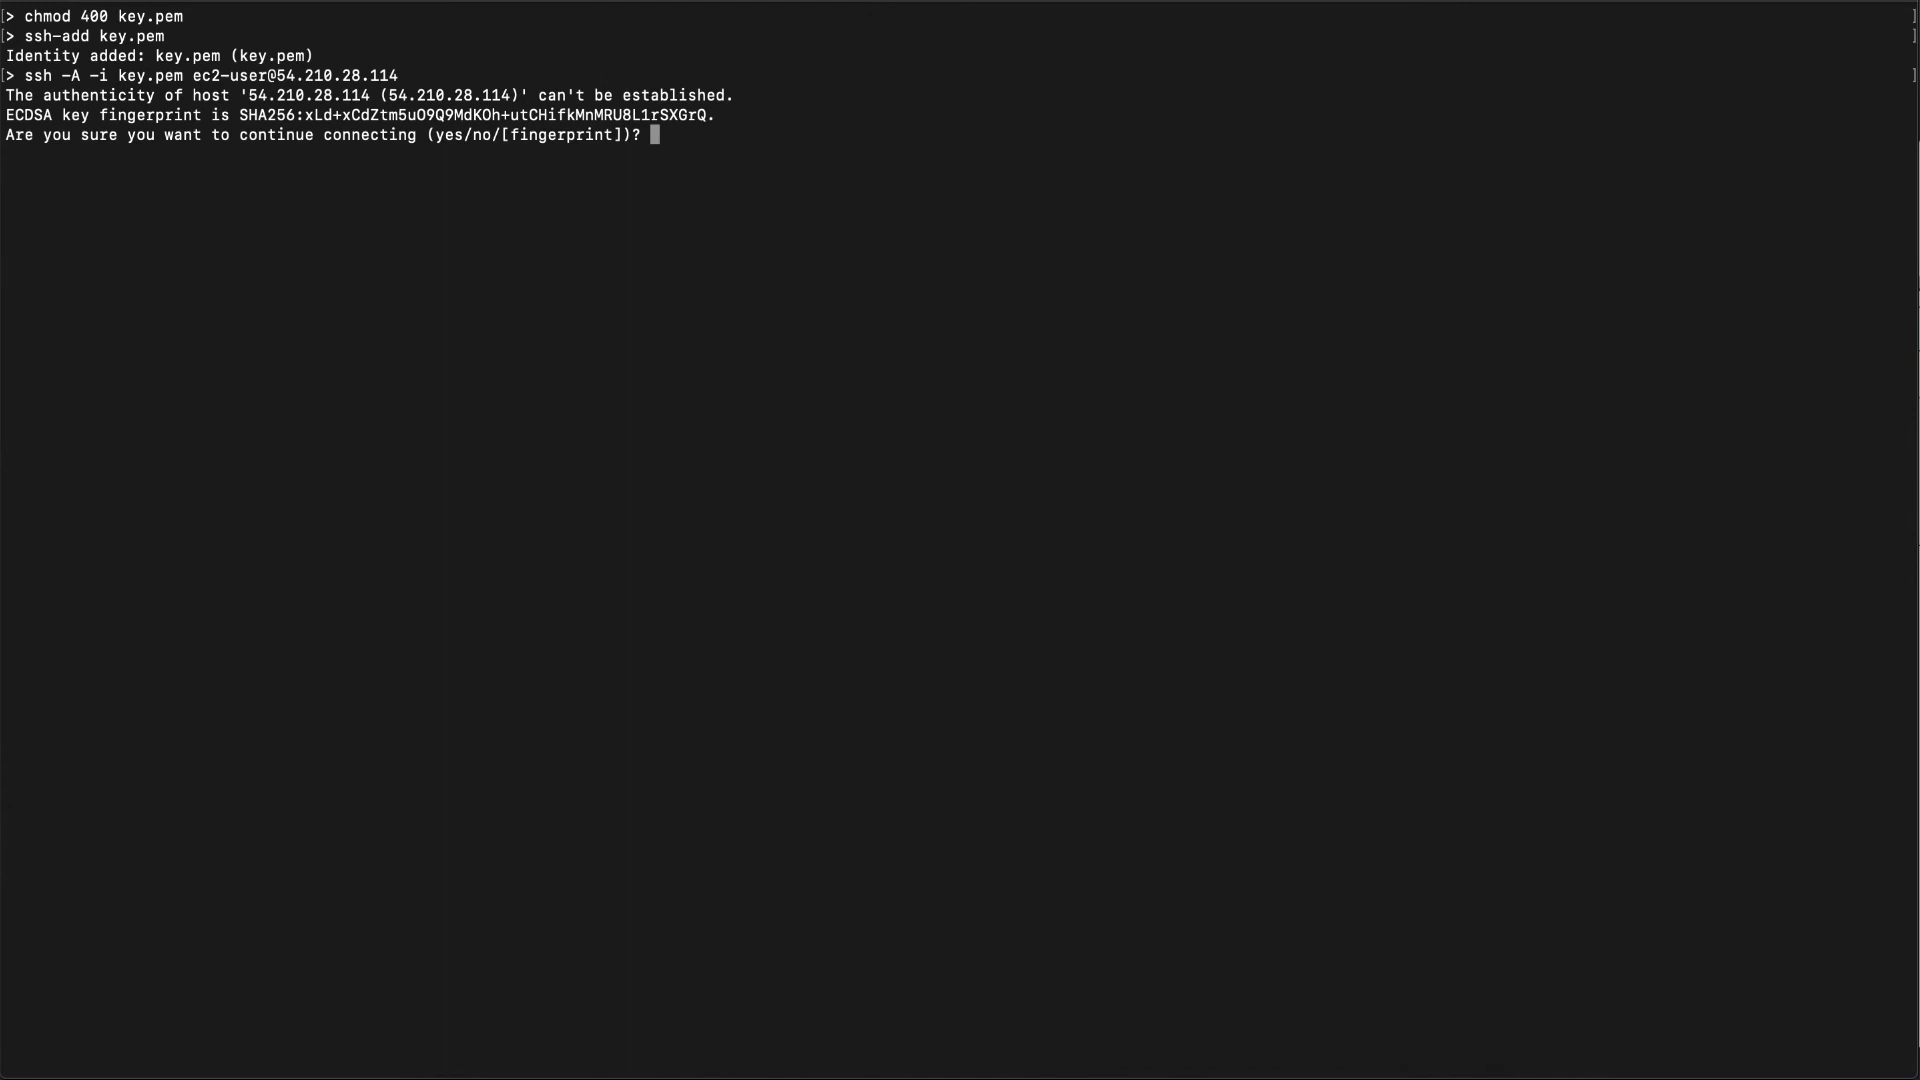 [> chmod 400 key.pem ]
[> ssh-add key.pem ]
Identity added: key.pem (key.pem)
[> ssh -A -i key.pem ec2-user@54.210.28.114 ]
The authenticity of host '54.210.28.114 (54.210.28.114)' can't be established.
ECDSA key fingerprint is SHA256:xLd+xCdZtm5uO9Q9MdKOh+utCHifkMnMRU8L1rSXGrQ.
Are you sure you want to continue connecting (yes/no/[fingerprint])?